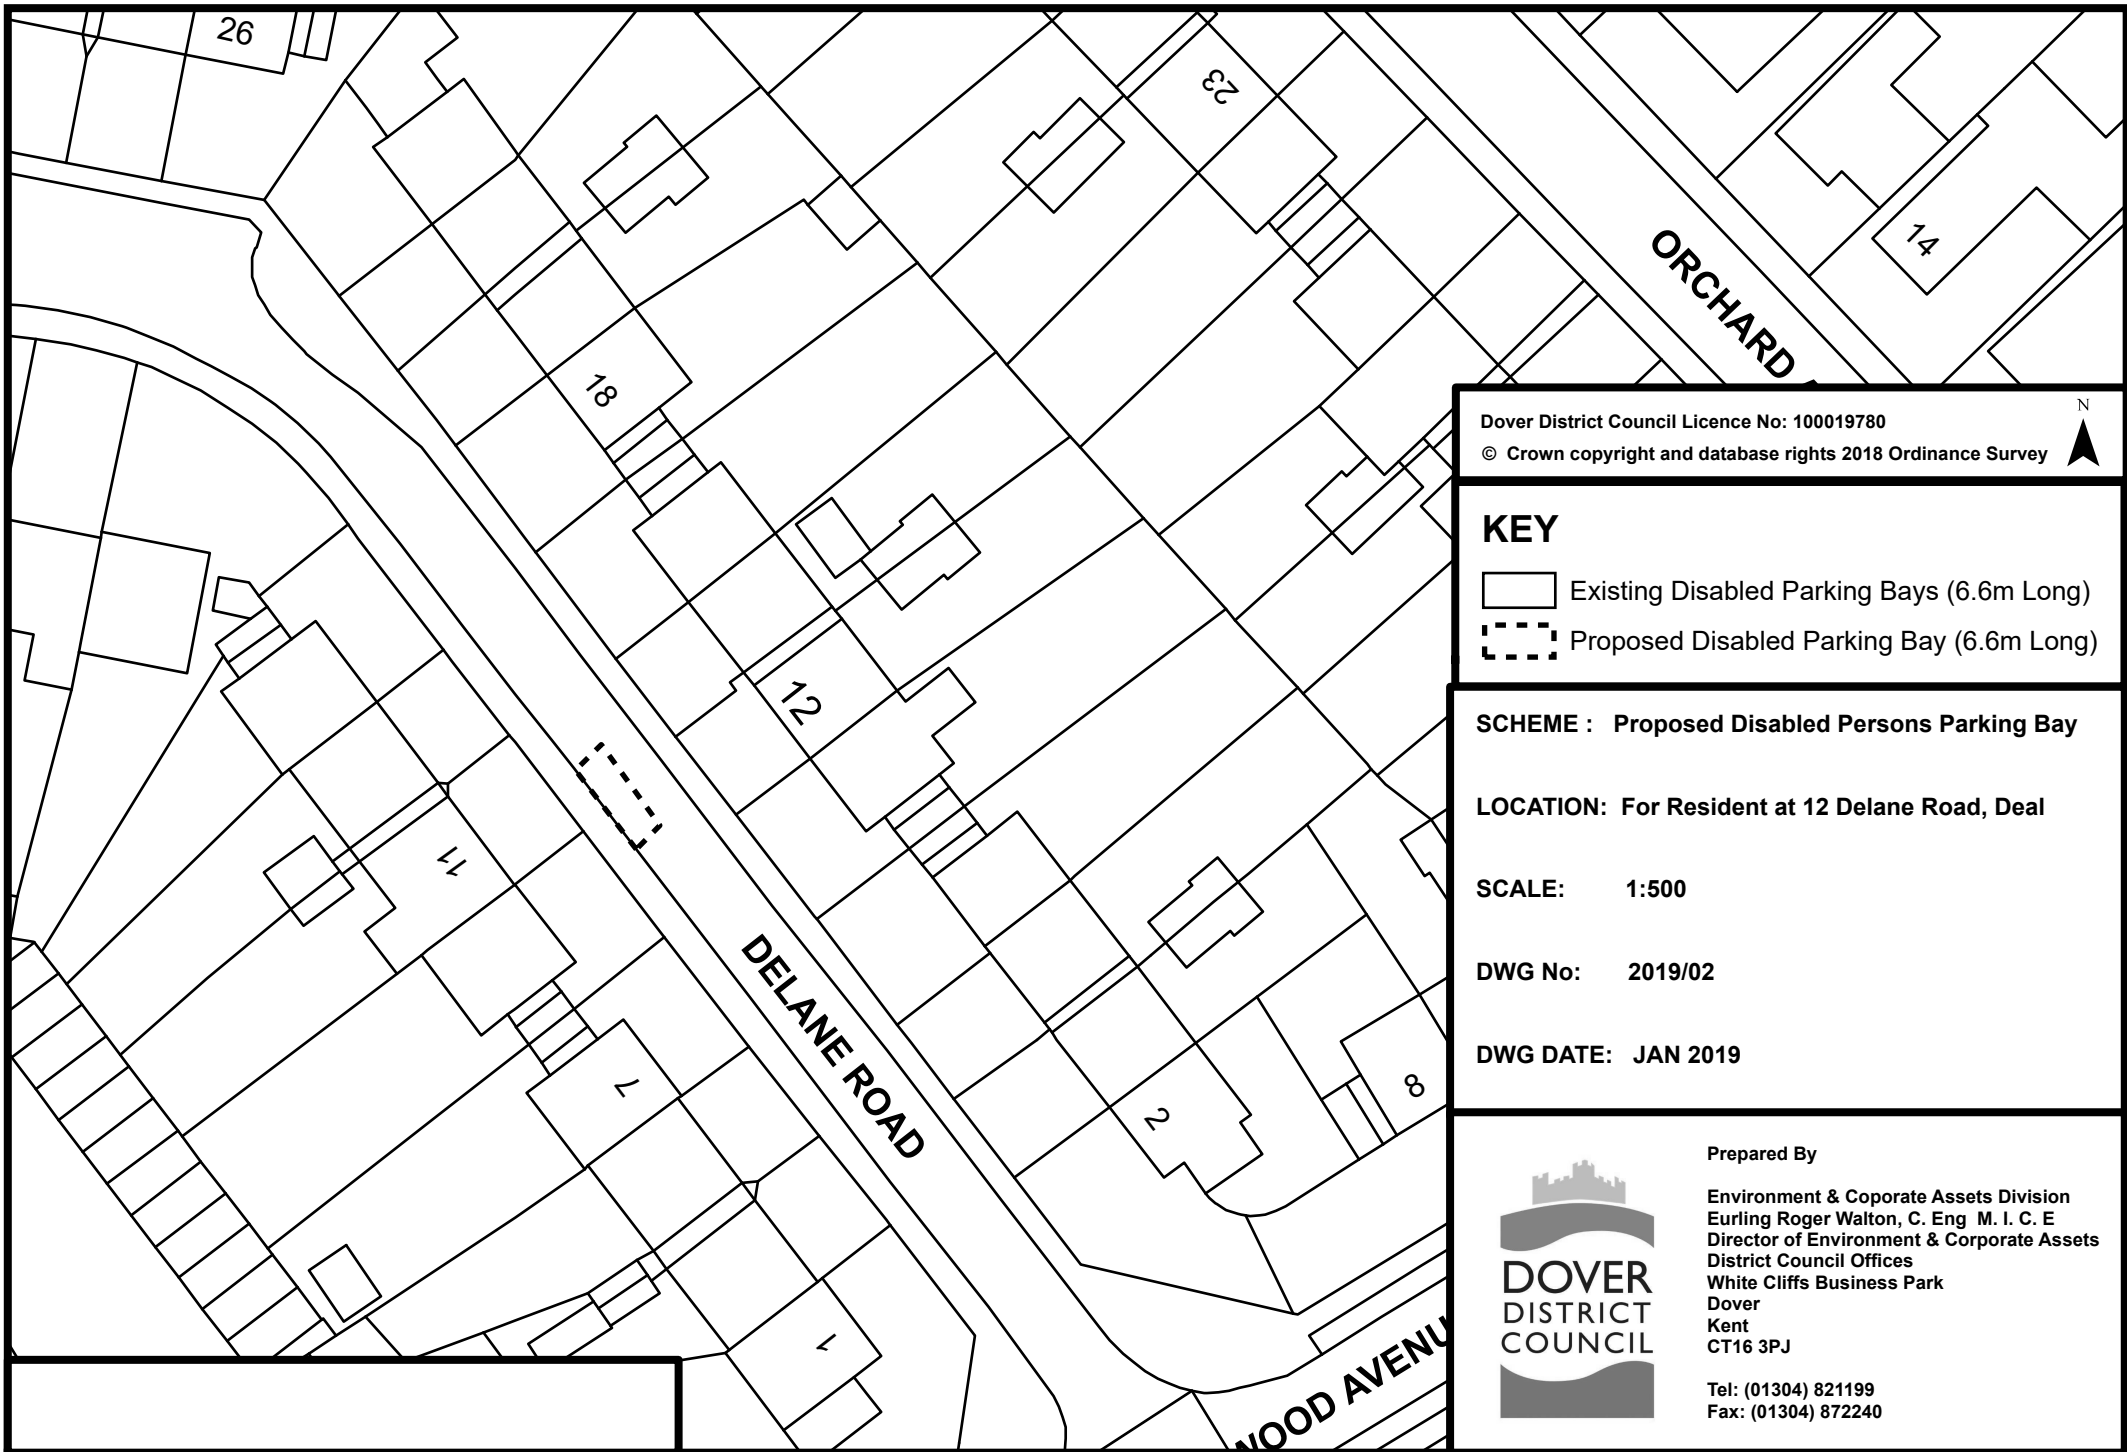 26
23
14
ORCHARD
18
12
11
7
DELANE ROAD
2
8
1
WOOD AVENU
Dover District Council Licence No: 100019780
© Crown copyright and database rights 2018 Ordinance Survey
N
KEY
Existing Disabled Parking Bays (6.6m Long)
Proposed Disabled Parking Bay (6.6m Long)
SCHEME : Proposed Disabled Persons Parking Bay
LOCATION: For Resident at 12 Delane Road, Deal
SCALE: 1:500
DWG No: 2019/02
DWG DATE: JAN 2019
DOVER
DISTRICT
COUNCIL
Prepared By
Environment & Coporate Assets Division
Eurling Roger Walton, C. Eng M. I. C. E
Director of Environment & Corporate Assets
District Council Offices
White Cliffs Business Park
Dover
Kent
CT16 3PJ
Tel: (01304) 821199
Fax: (01304) 872240